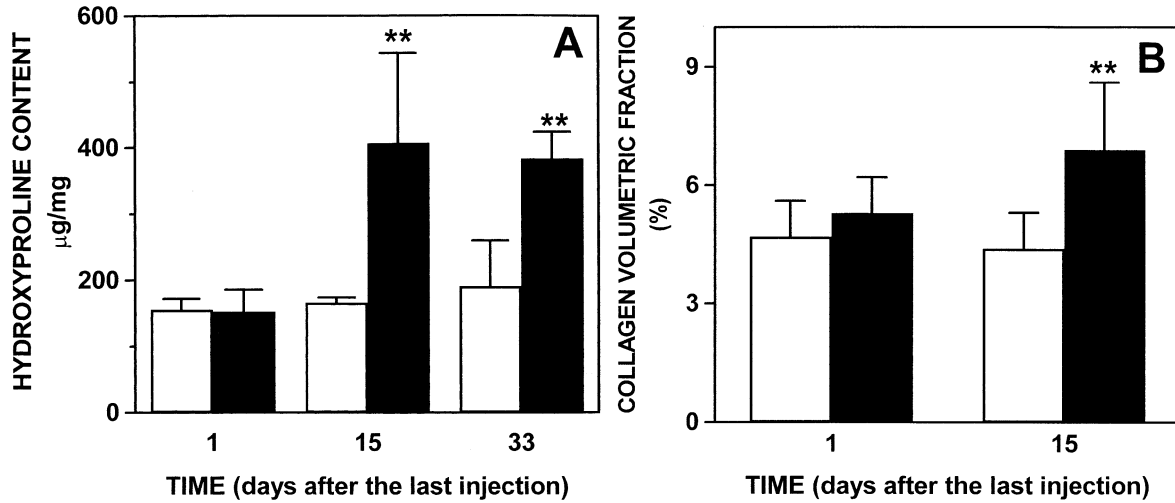 A
HYDROXYPROLINE CONTENT
μg/mg
600
400
200
0
**
**
1 15 33
TIME (days after the last injection)
B
COLLAGEN VOLUMETRIC FRACTION
(%)
9
6
3
0
**
1 15
TIME (days after the last injection)